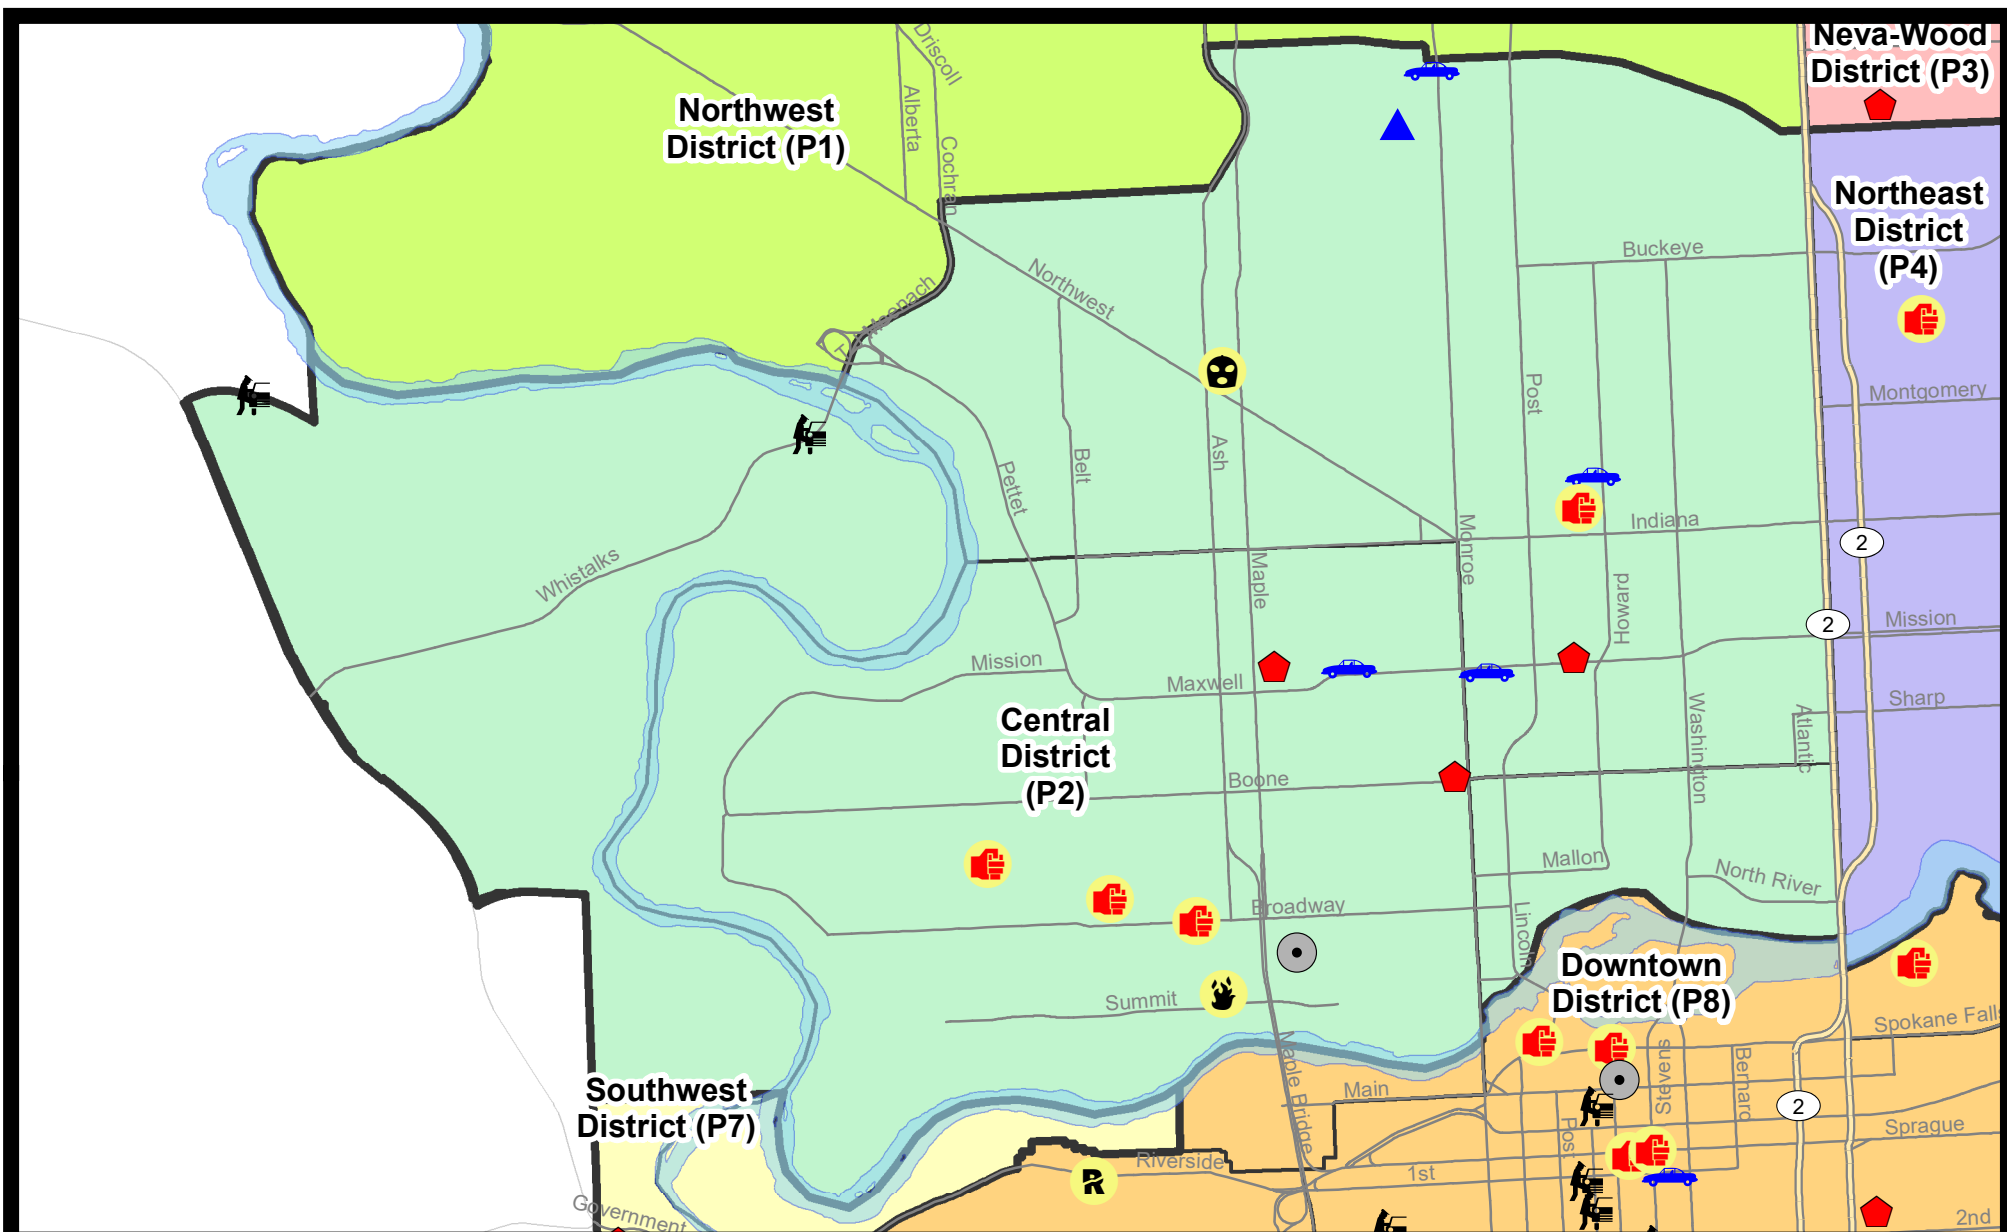 Neva-Wood
District (P3)
Driscoll
Northwest
District (P1)
Alberta
Cochran
Northeast
District
(P4)
Buckeye
Northwest
Montgomery
Post
Ash
Belt
Pettet
Monroe
Indiana
2
Whistalks
Maple
Howard
2
Mission
Mission
Maxwell
Sharp
Washington
Atlantic
Central
District
(P2)
Boone
Mallon
North River
Broadway
Lincoln
Downtown
District (P8)
Summit
Spokane Falls
Maple Bridge
Stevens
Bernard
Southwest
District (P7)
Main
2
Post
Sprague
Riverside
1st
R
Government
2nd